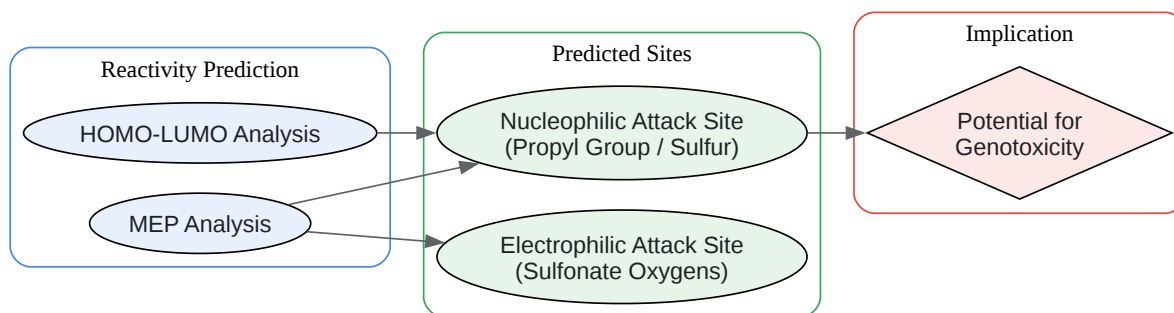 Reactivity Prediction
HOMO-LUMO Analysis
MEP Analysis
Predicted Sites
Nucleophilic Attack Site
(Propyl Group / Sulfur)
Electrophilic Attack Site
(Sulfonate Oxygens)
Implication
Potential for
Genotoxicity